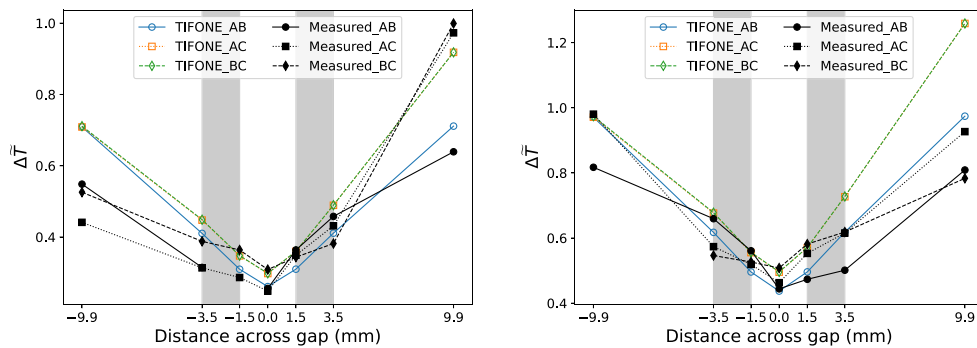 TIFONE_AB
TIFONE_AC
TIFONE_BC
Measured_AB
Measured_AC
Measured_BC
1.0
0.8
0.6
0.4
ΔT̃
−9.9
−3.5
−1.5
0.0
1.5
3.5
9.9
Distance across gap (mm)
TIFONE_AB
TIFONE_AC
TIFONE_BC
Measured_AB
Measured_AC
Measured_BC
1.2
1.0
0.8
0.6
0.4
ΔT̃
−9.9
−3.5
−1.5
0.0
1.5
3.5
9.9
Distance across gap (mm)